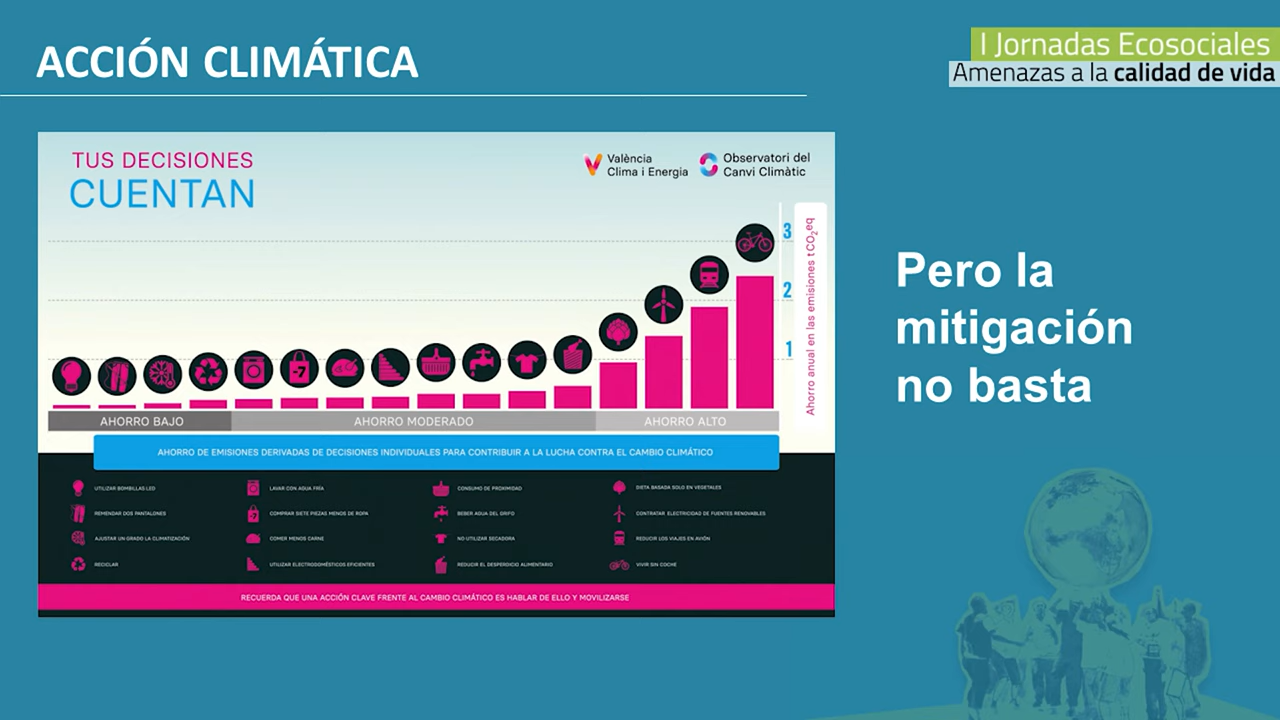 ACCIÓN CLIMÁTICA
I Jornadas Ecosociales
Amenazas a la calidad de vida
TUS DECISIONES
CUENTAN
València
Clima i Energia
Observatori del
Canvi Climàtic
3
2
1
Ahorro anual en las emisiones tCO₂eq
-7
AHORRO BAJO
AHORRO MODERADO
AHORRO ALTO
AHORRO DE EMISIONES DERIVADAS DE DECISIONES INDIVIDUALES PARA CONTRIBUIR A LA LUCHA CONTRA EL CAMBIO CLIMÁTICO
UTILIZAR BOMBILLAS LED
REMENDAR DOS PANTALONES
AJUSTAR UN GRADO LA CLIMATIZACIÓN
RECICLAR
LAVAR CON AGUA FRÍA
-7
COMPRAR SIETE PIEZAS MENOS DE ROPA
COMER MENOS CARNE
UTILIZAR ELECTRODOMÉSTICOS EFICIENTES
CONSUMO DE PROXIMIDAD
BEBER AGUA DEL GRIFO
NO UTILIZAR SECADORA
REDUCIR EL DESPERDICIO ALIMENTARIO
DIETA BASADA SOLO EN VEGETALES
CONTRATAR ELECTRICIDAD DE FUENTES RENOVABLES
REDUCIR LOS VIAJES EN AVIÓN
VIVIR SIN COCHE
RECUERDA QUE UNA ACCIÓN CLAVE FRENTE AL CAMBIO CLIMÁTICO ES HABLAR DE ELLO Y MOVILIZARSE
Pero la
mitigación
no basta